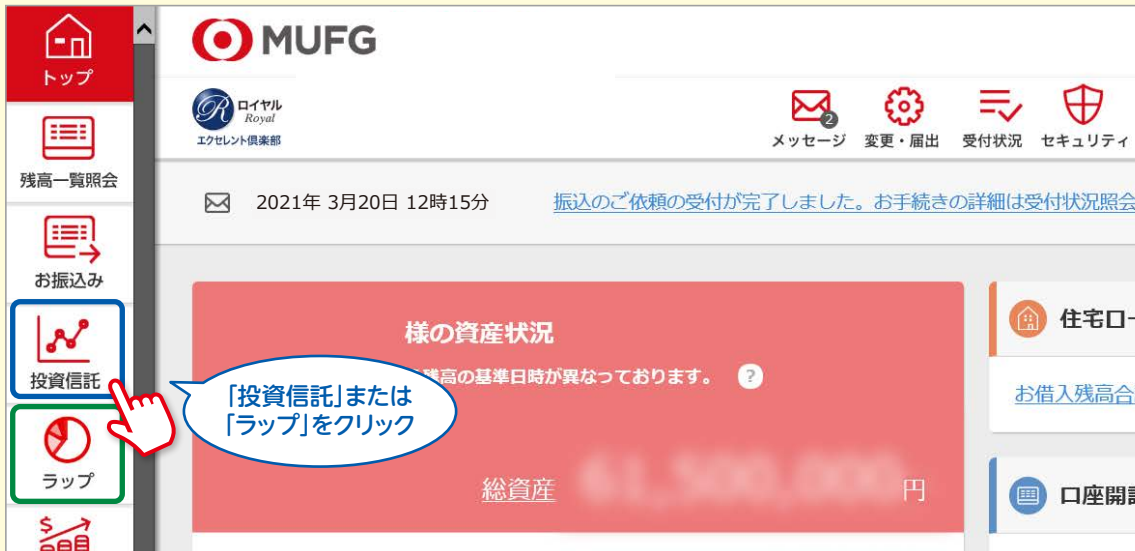 トップ
残高一覧照会
お振込み
投資信託
ラップ
MUFG
R ロイヤル
Royal
エクセレント倶楽部
2
メッセージ 変更・届出 受付状況 セキュリティ
2021年 3月20日 12時15分 振込のご依頼の受付が完了しました。お手続きの詳細は受付状況照会
様の資産状況
残高の基準日時が異なっております。 ?
「投資信託」または
「ラップ」をクリック
総資産 円
住宅ロー
お借入残高合
口座開